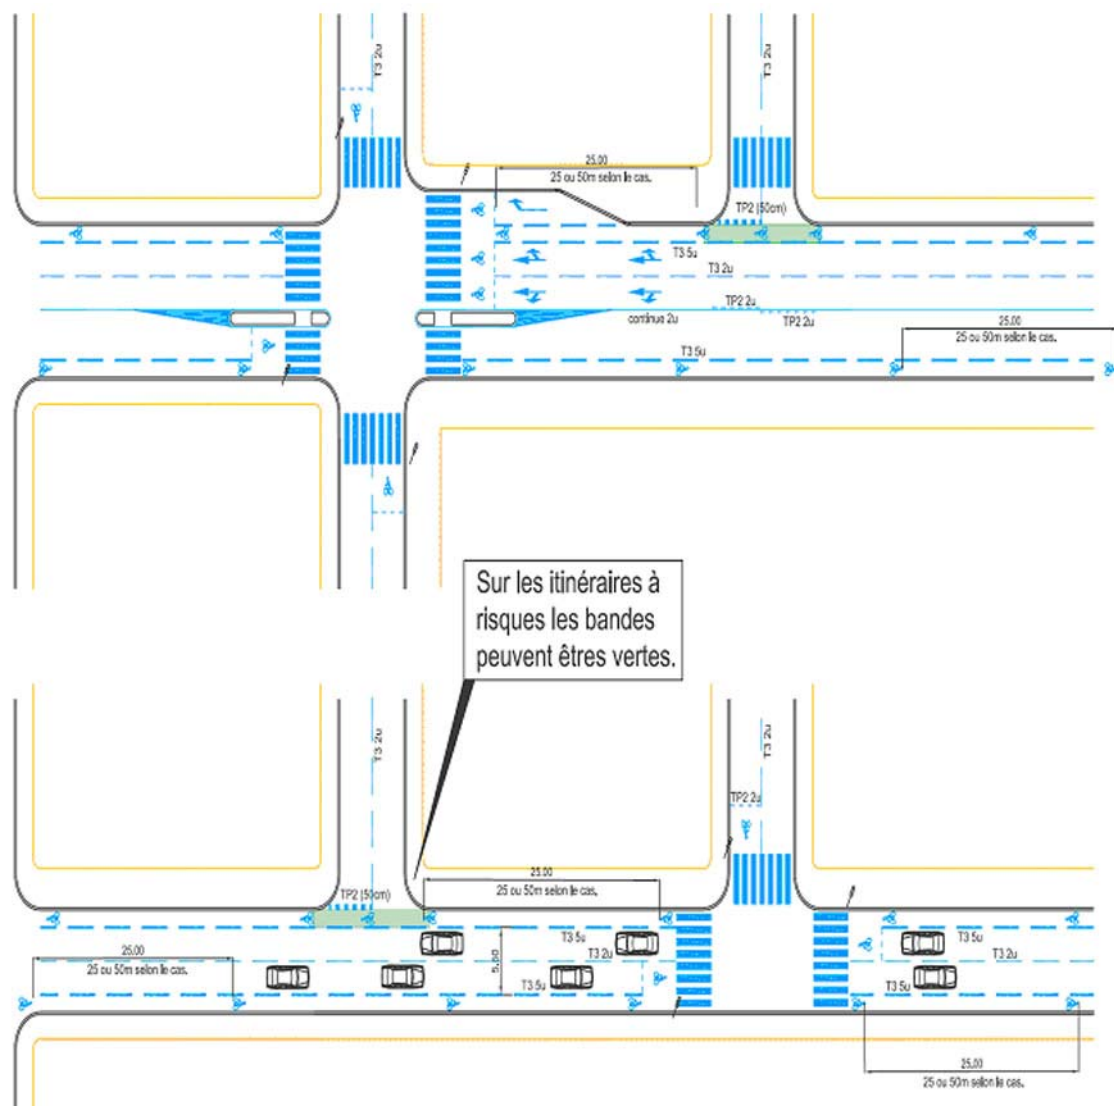 T3 2u
T3 2u
25.00
25 ou 50m selon le cas.
TP2 (50cm)
T3 5u
T3 2u
TP2 2u
continue 2u
TP2 2u
25.00
25 ou 50m selon le cas.
T3 5u
Sur les itinéraires à
risques les bandes
peuvent êtres vertes.
T3 2u
T3 2u
TP2 2u
25.00
25 ou 50m selon le cas.
TP2 (50cm)
T3 5u
T3 5u
25.00
T3 2u
T3 2u
25 ou 50m selon le cas.
5.00
T3 5u
T3 5u
25.00
25 ou 50m selon le cas.